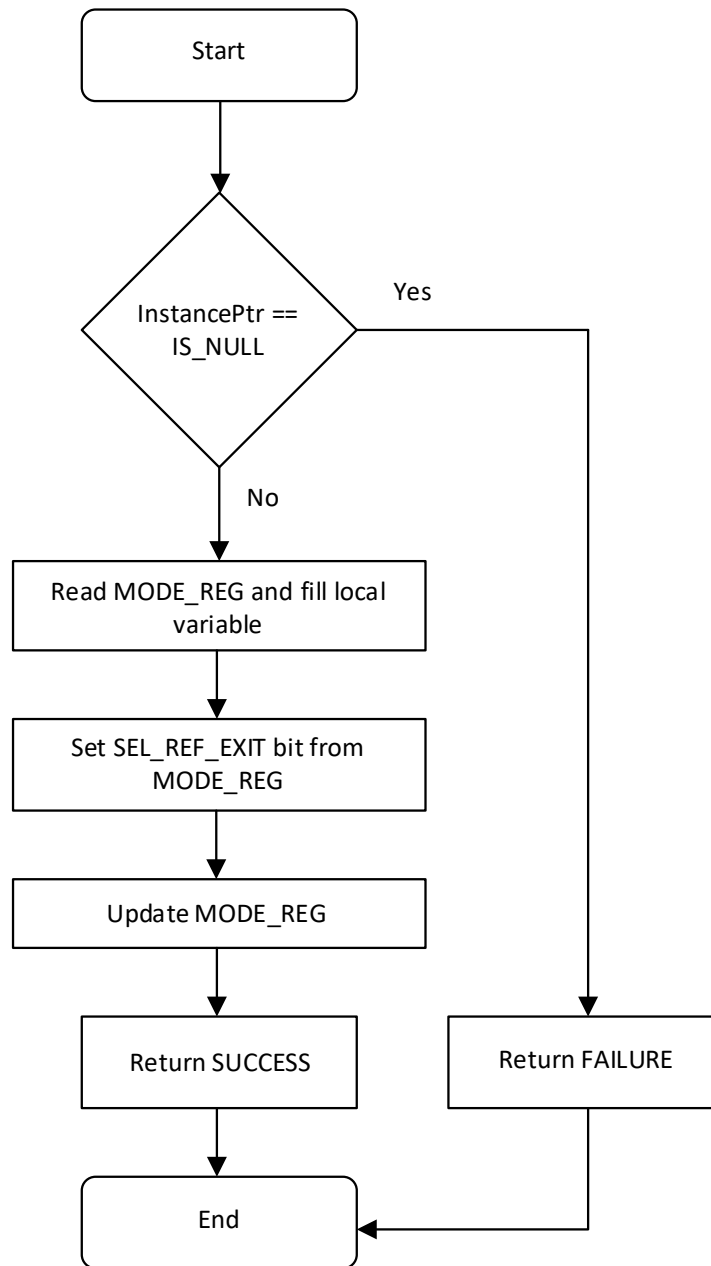 Start
InstancePtr ==
IS_NULL
Yes
No
Read MODE_REG and fill local
variable
Set SEL_REF_EXIT bit from
MODE_REG
Update MODE_REG
Return SUCCESS
Return FAILURE
End